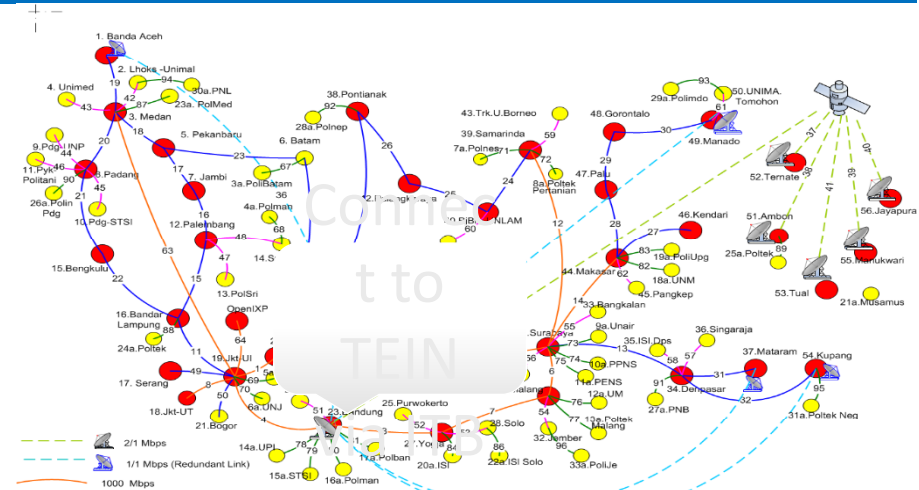 1. Banda Aceh
19
2. Lhoks -Unimal
94
30a.PNL
4. Unimed
43
42
87
23a. PolMed
3. Medan
20
18
5. Pekanbaru
9.Pdg-UNP
44
11.Pyk
Politani
46
90
26a.Polin
Pdg
45
10.Pdg-STSI
21
17
7. Jambi
23
6. Batam
67
3a.PoliBatam
36
4a.Polman
68
16
12.Palembang
48
47
13.PolSri
63
15.Bengkulu
22
15
16.Bandar
Lampung
88
24a.Poltek
11
OpenIXP
64
19.Jkt-UI
17. Serang
49
8
18.Jkt-UT
50
21.Bogor
69
70
6a.UNJ
4
38.Pontianak
92
28a.Polnep
26
25
24
60
43.Trk.U.Borneo
59
39.Samarinda
71
7a.Polnes
72
8a.Poltek
Pertanian
12
93
29a.Polimdo
50.UNIMA.
Tomohon
61
49.Manado
48.Gorontalo
30
29
47.Palu
28
27
46.Kendari
83
19a.PoliUpg
82
18a.UNM
62
45.Pangkep
44.Makasar
14
33.Bangkalan
55
9a.Unair
73
13
35.ISI.Dps
36.Singaraja
57
58
37.Mataram
31
54.Kupang
32
95
31a.Poltek Neg
34.Denpasar
91
27a.PNB
75
74
10a.PPNS
11a.PENS
76
12a.UM
77
Malang
6
54
32.Jember
96
33a.PoliJe
37
38
41
39
40
52.Ternate
51.Ambon
89
25a.Poltek
53.Tual
56.Jayapura
55.Manukwari
21a.Musamus
Connec
t to
TEIN
via ITB
51
25.Purwokerto
52
84
20a.ISI
28.Solo
86
22a.ISI Solo
7
14a.UPI
78
79
15a.STSI
16a.Polman
17a.Polban
2/1 Mbps
1/1 Mbps (Redundant Link)
1000 Mbps